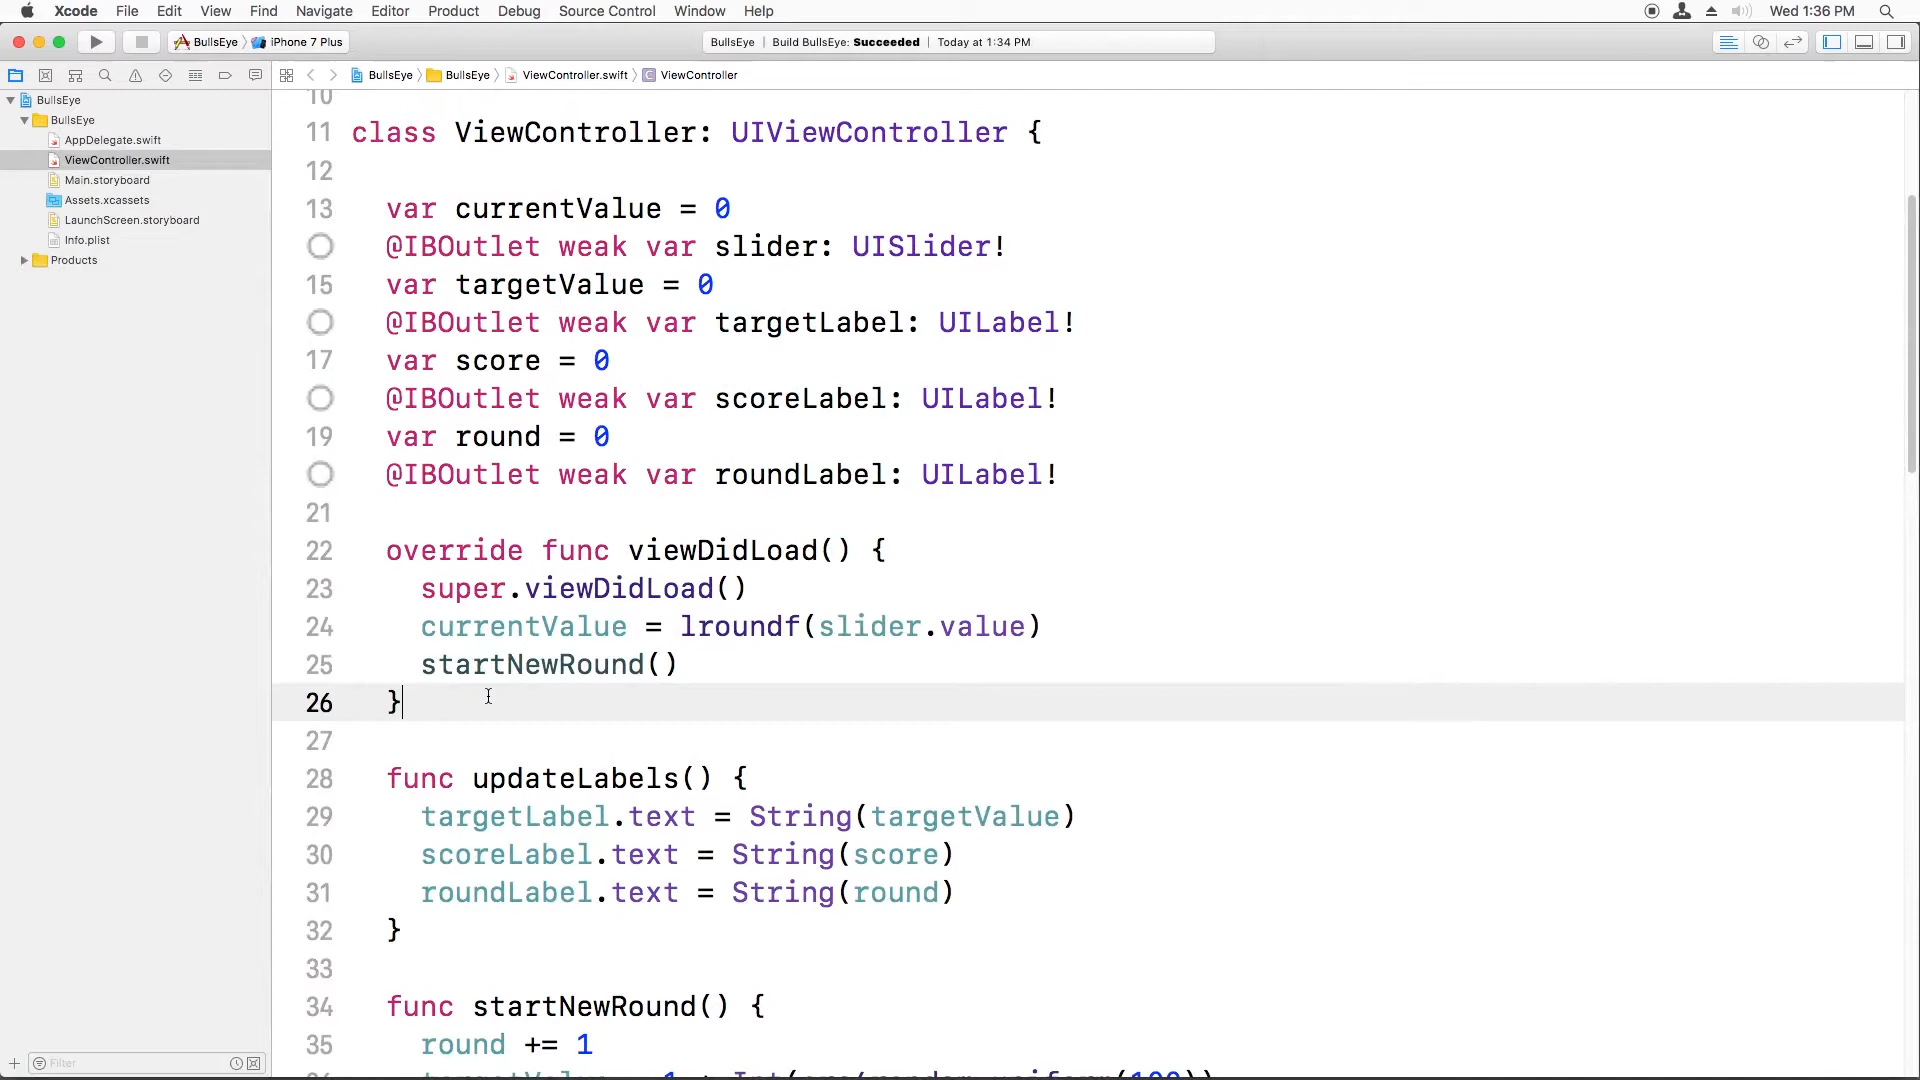 Xcode File Edit View Find Navigate Editor Product Debug Source Control Window Help Wed 1:36 PM
BullsEye iPhone 7 Plus BullsEye | Build BullsEye: Succeeded | Today at 1:34 PM
BullsEye BullsEye ViewController.swift C ViewController
BullsEye
BullsEye
AppDelegate.swift
ViewController.swift
Main.storyboard
Assets.xcassets
LaunchScreen.storyboard
Info.plist
Products
Filter
10
11 class ViewController: UIViewController {
12
13 var currentValue = 0
@IBOutlet weak var slider: UISlider!
15 var targetValue = 0
@IBOutlet weak var targetLabel: UILabel!
17 var score = 0
@IBOutlet weak var scoreLabel: UILabel!
19 var round = 0
@IBOutlet weak var roundLabel: UILabel!
21
22 override func viewDidLoad() {
23 super.viewDidLoad()
24 currentValue = lroundf(slider.value)
25 startNewRound()
26 }
27
28 func updateLabels() {
29 targetLabel.text = String(targetValue)
30 scoreLabel.text = String(score)
31 roundLabel.text = String(round)
32 }
33
34 func startNewRound() {
35 round += 1